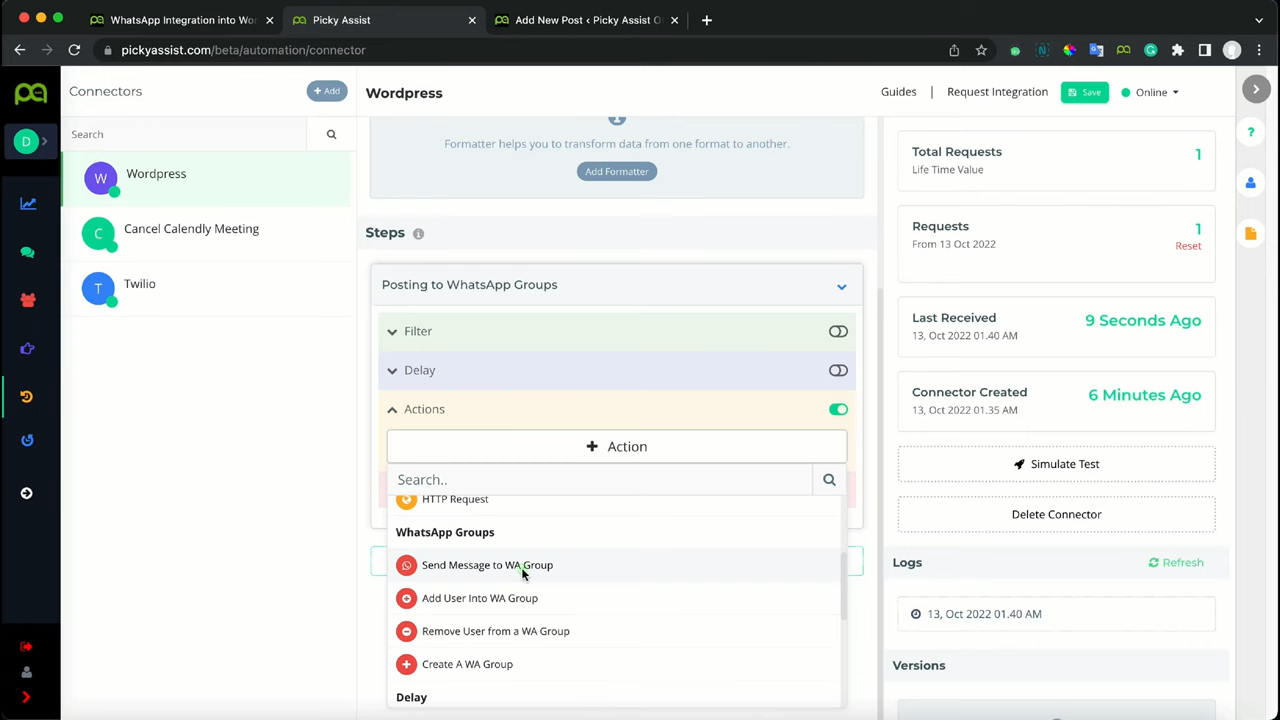 WhatsApp Integration into Wor
Picky Assist
Add New Post ‹ Picky Assist O
pickyassist.com/beta/automation/connector
Connectors
Add
Wordpress
Guides
Request Integration
Save
Online
Search
D
W
Wordpress
C
Cancel Calendly Meeting
T
Twilio
Formatter helps you to transform data from one format to another.
Add Formatter
Steps
Posting to WhatsApp Groups
Filter
Delay
Actions
+ Action
Search..
HTTP Request
WhatsApp Groups
Send Message to WA Group
Add User Into WA Group
Remove User from a WA Group
Create A WA Group
Delay
Total Requests 1
Life Time Value
Requests 1
From 13 Oct 2022 Reset
Last Received 9 Seconds Ago
13, Oct 2022 01.40 AM
Connector Created 6 Minutes Ago
13, Oct 2022 01.35 AM
Simulate Test
Delete Connector
Logs Refresh
13, Oct 2022 01.40 AM
Versions